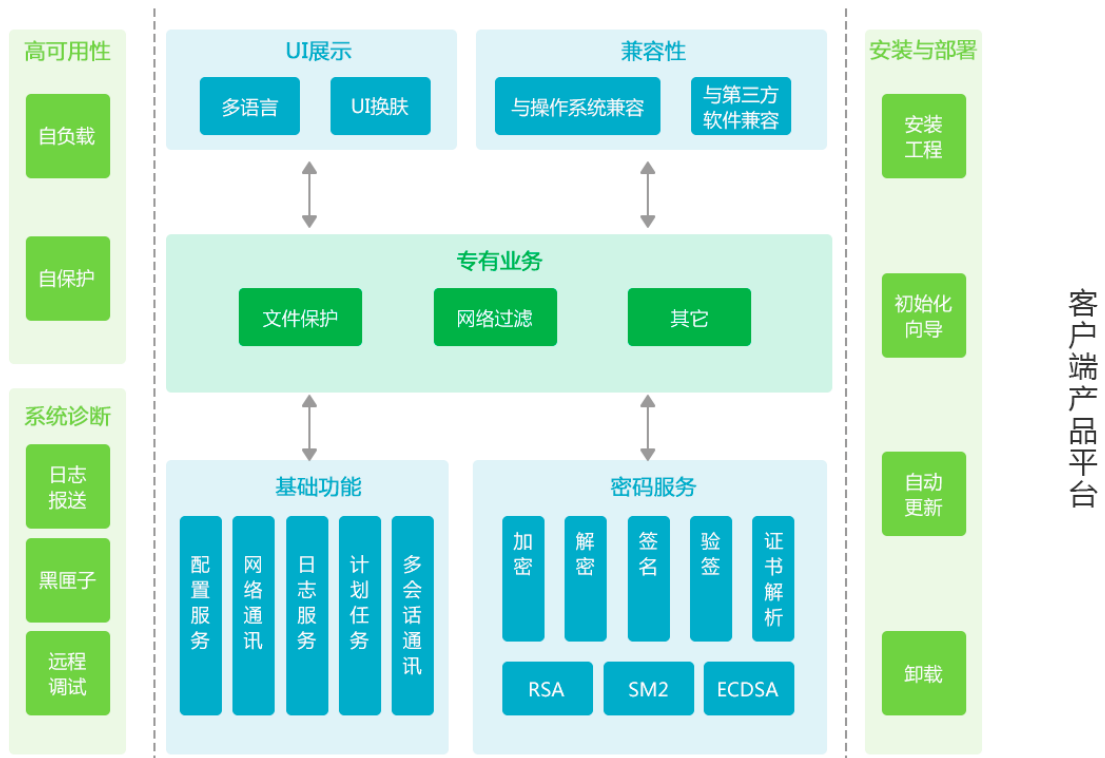 高可用性
自负载
自保护
系统诊断
日志
报送
黑匣子
远程
调试
UI展示
多语言
UI换肤
兼容性
与操作系统兼容
与第三方
软件兼容
专有业务
文件保护
网络过滤
其它
基础功能
配置服务
网络通讯
日志服务
计划任务
多会话通讯
密码服务
加密
解密
签名
验签
证书解析
RSA
SM2
ECDSA
安装与部署
安装
工程
初始化
向导
自动
更新
卸载
客户端产品平台